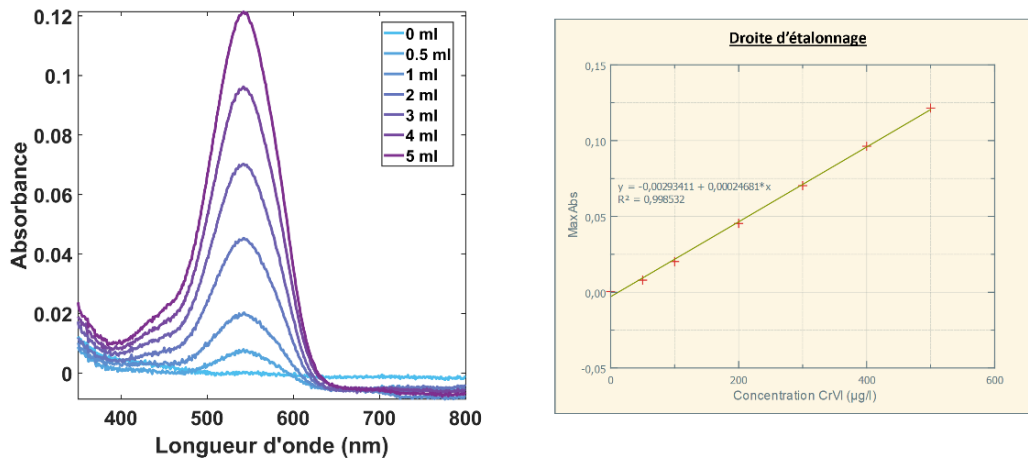 0.12
0.1
0.08
0.06
0.04
0.02
0
Absorbance
0 ml
0.5 ml
1 ml
2 ml
3 ml
4 ml
5 ml
400 500 600 700 800
Longueur d'onde (nm)
Droite d'étalonnage
0,15
0,10
0,05
0,00
-0,05
MaxAbs
y = -0,00293411 + 0,00024681*x
R² = 0,998532
0 200 400 600
Concentration CrVI (µg/l)